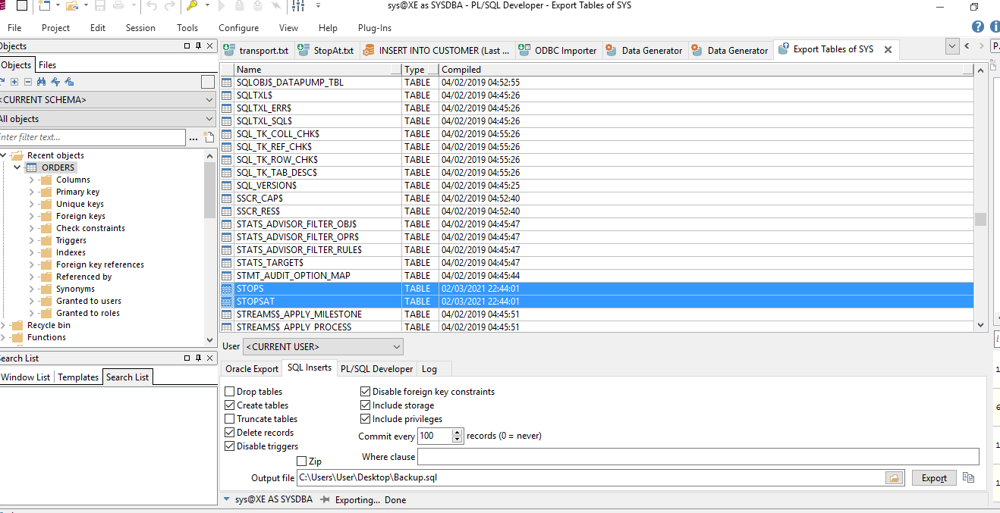 sys@XE as SYSDBA - PL/SQL Developer - Export Tables of SYS
File Project Edit Session Tools Configure View Help Plug-Ins
Objects
Objects Files
<CURRENT SCHEMA>
All objects
Enter filter text...
Recent objects
ORDERS
Columns
Primary key
Unique keys
Foreign keys
Check constraints
Triggers
Indexes
Foreign key references
Referenced by
Synonyms
Granted to users
Granted to roles
Recycle bin
Functions
Search List
Window List Templates Search List
transport.txt StopAt.txt INSERT INTO CUSTOMER (Last ... ODBC Importer Data Generator Data Generator Export Tables of SYS
Name Type Compiled
SQLOBJ$_DATAPUMP_TBL TABLE 04/02/2019 04:52:55
SQLTXL$ TABLE 04/02/2019 04:45:26
SQLTXL_ERR$ TABLE 04/02/2019 04:45:26
SQLTXL_SQL$ TABLE 04/02/2019 04:45:26
SQL_TK_COLL_CHK$ TABLE 04/02/2019 04:55:26
SQL_TK_REF_CHK$ TABLE 04/02/2019 04:55:26
SQL_TK_ROW_CHK$ TABLE 04/02/2019 04:55:26
SQL_TK_TAB_DESC$ TABLE 04/02/2019 04:55:26
SQL_VERSION$ TABLE 04/02/2019 04:45:25
SSCR_CAP$ TABLE 04/02/2019 04:52:40
SSCR_RES$ TABLE 04/02/2019 04:52:40
STATS_ADVISOR_FILTER_OBJ$ TABLE 04/02/2019 04:45:47
STATS_ADVISOR_FILTER_OPR$ TABLE 04/02/2019 04:45:47
STATS_ADVISOR_FILTER_RULE$ TABLE 04/02/2019 04:45:47
STATS_TARGET$ TABLE 04/02/2019 04:45:47
STMT_AUDIT_OPTION_MAP TABLE 04/02/2019 04:45:44
STOPS TABLE 02/03/2021 22:44:01
STOPSAT TABLE 02/03/2021 22:44:01
STREAMS$_APPLY_MILESTONE TABLE 04/02/2019 04:45:51
STREAMS$_APPLY_PROCESS TABLE 04/02/2019 04:45:51
User <CURRENT USER>
Oracle Export SQL Inserts PL/SQL Developer Log
Drop tables Disable foreign key constraints
Create tables Include storage
Truncate tables Include privileges
Delete records Commit every 100 records (0 = never)
Disable triggers
Zip Where clause
Output file C:\Users\User\Desktop\Backup.sql Export
sys@XE AS SYSDBA Exporting... Done